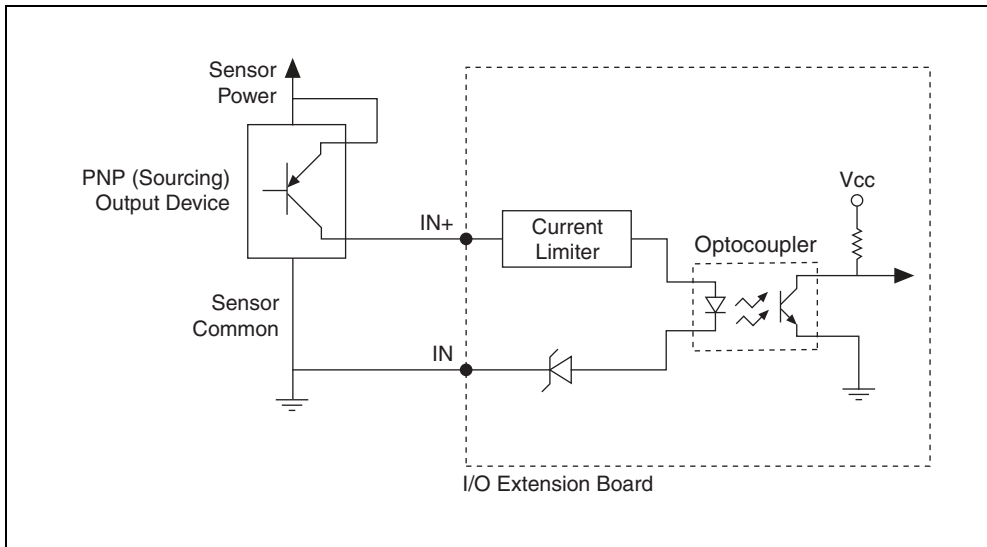 Sensor
Power
PNP (Sourcing)
Output Device
Vcc
IN+
Current
Limiter
Optocoupler
Sensor
Common
IN
I/O Extension Board